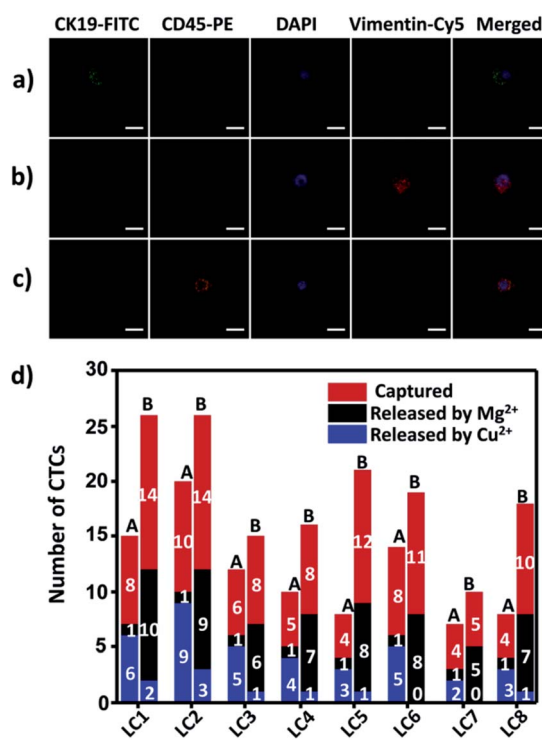 CK19-FITC CD45-PE DAPI Vimentin-Cy5 Merged
a)
b)
c)
d)
30
25
20
15
10
5
0
Number of CTCs
Captured
Released by Mg²⁺
Released by Cu²⁺
A B A B A B A B A B A B A B A B
8 14 10 14 6 8 5 8 4 12 8 11 4 5 4 10
1 10 1 9 1 6 1 7 1 8 1 8 1 5 1 7
6 2 9 3 5 1 4 1 3 1 5 0 2 0 3 1
LC1 LC2 LC3 LC4 LC5 LC6 LC7 LC8